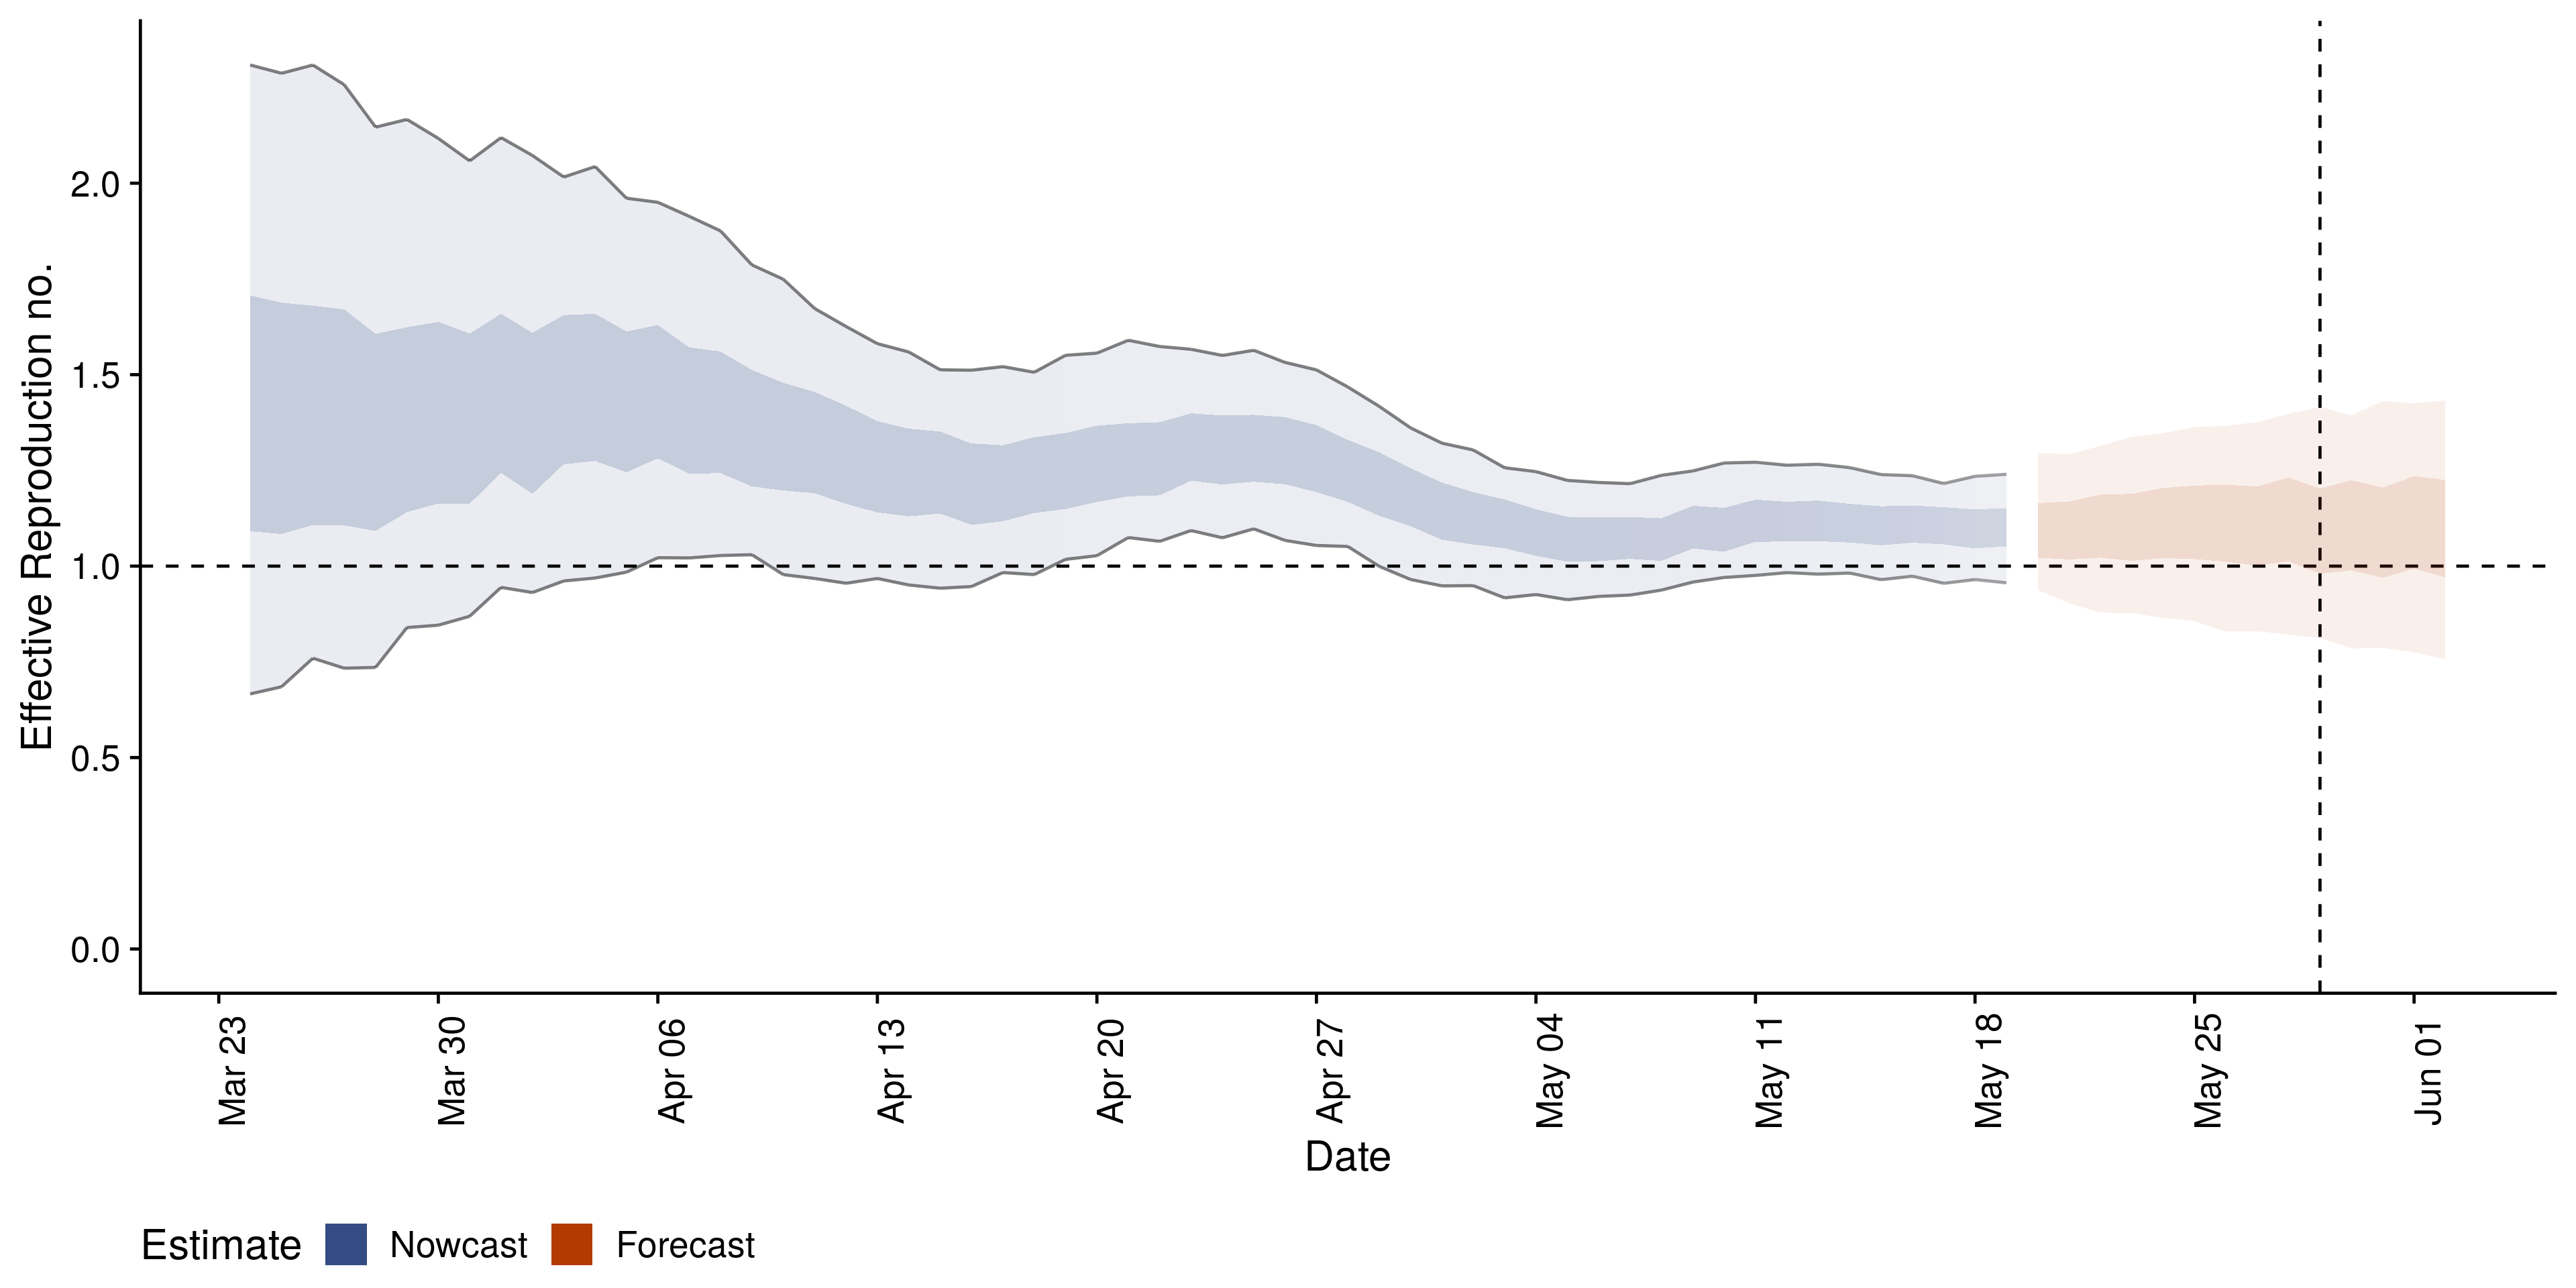 Effective Reproduction no.
2.0
1.5
1.0
0.5
0.0
Mar 23
Mar 30
Apr 06
Apr 13
Apr 20
Apr 27
May 04
May 11
May 18
May 25
Jun 01
Date
Estimate Nowcast Forecast